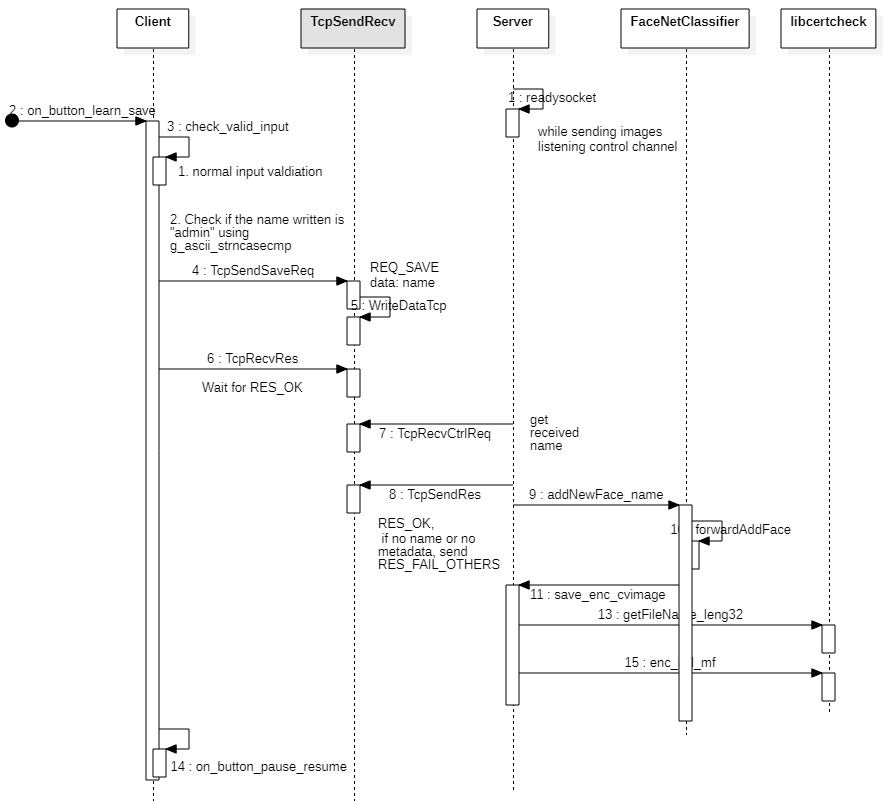 Client
TcpSendRecv
Server
FaceNetClassifier
libcertcheck
1 : readysocket
2 : on_button_learn_save
3 : check_valid_input
while sending images
listening control channel
1. normal input valdiation
2. Check if the name written is
"admin" using
g_ascii_strncasecmp
4 : TcpSendSaveReq
REQ_SAVE
data: name
5 : WriteDataTcp
6 : TcpRecvRes
Wait for RES_OK
7 : TcpRecvCtrlReq
get
received
name
8 : TcpSendRes
9 : addNewFace_name
RES_OK,
if no name or no
metadata, send
RES_FAIL_OTHERS
forwardAddFace
11 : save_enc_cvimage
13 : getFileName_leng32
15 : enc_ _mf
14 : on_button_pause_resume